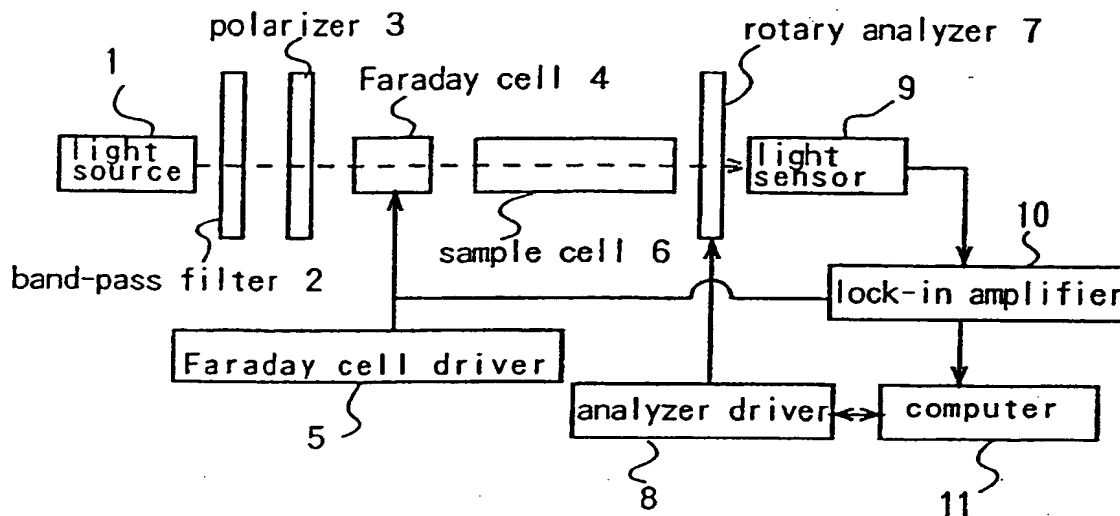 polarizer 3
rotary analyzer 7
1
Faraday cell 4
9
light
source
light
sensor
10
sample cell 6
band-pass filter 2
lock-in amplifier
Faraday cell driver
analyzer driver
computer
5
8
11